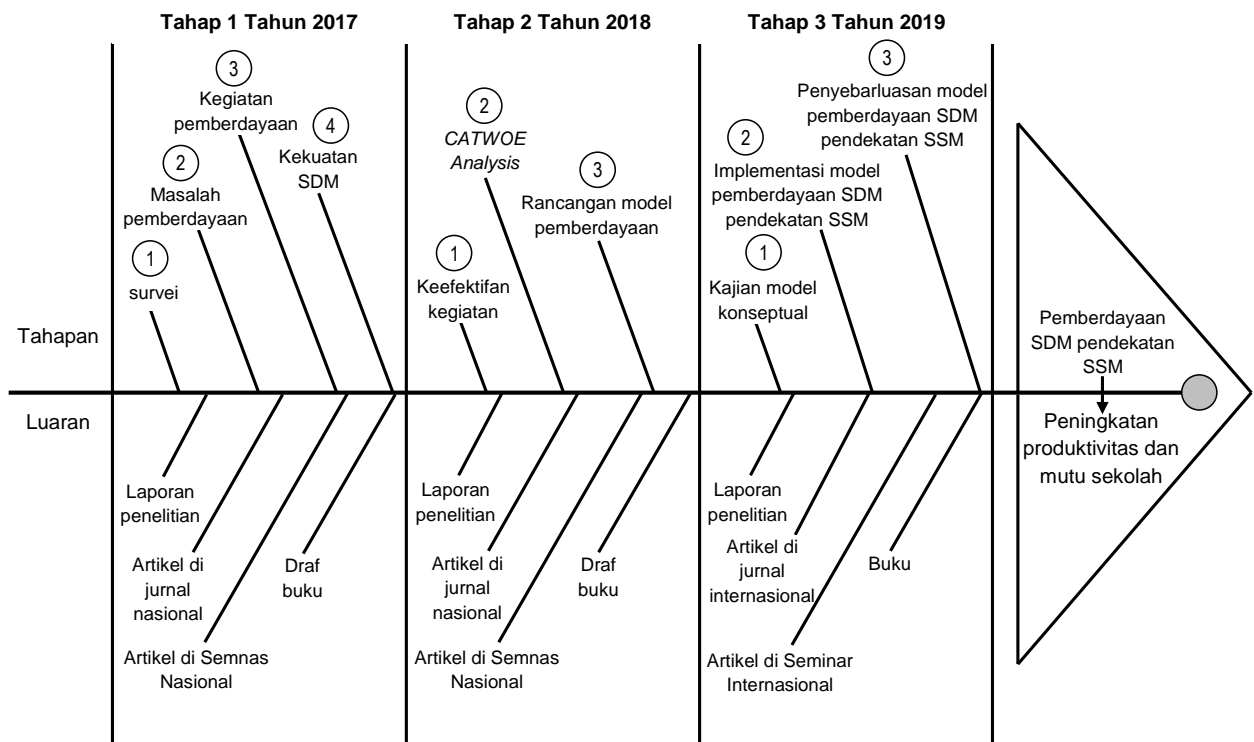 Tahap 1 Tahun 2017
Tahap 2 Tahun 2018
Tahap 3 Tahun 2019
Tahapan
1
survei
2
Masalah
pemberdayaan
3
Kegiatan
pemberdayaan
4
Kekuatan
SDM
1
Keefektifan
kegiatan
2
CATWOE
Analysis
3
Rancangan model
pemberdayaan
1
Kajian model
konseptual
2
Implementasi model
pemberdayaan SDM
pendekatan SSM
3
Penyebarluasan model
pemberdayaan SDM
pendekatan SSM
Pemberdayaan
SDM pendekatan
SSM
Peningkatan
produktivitas dan
mutu sekolah
Luaran
Laporan
penelitian
Artikel di
jurnal
nasional
Artikel di Semnas
Nasional
Draf
buku
Laporan
penelitian
Artikel di
jurnal
nasional
Artikel di Semnas
Nasional
Draf
buku
Laporan
penelitian
Artikel di
jurnal
internasional
Artikel di Seminar
Internasional
Buku